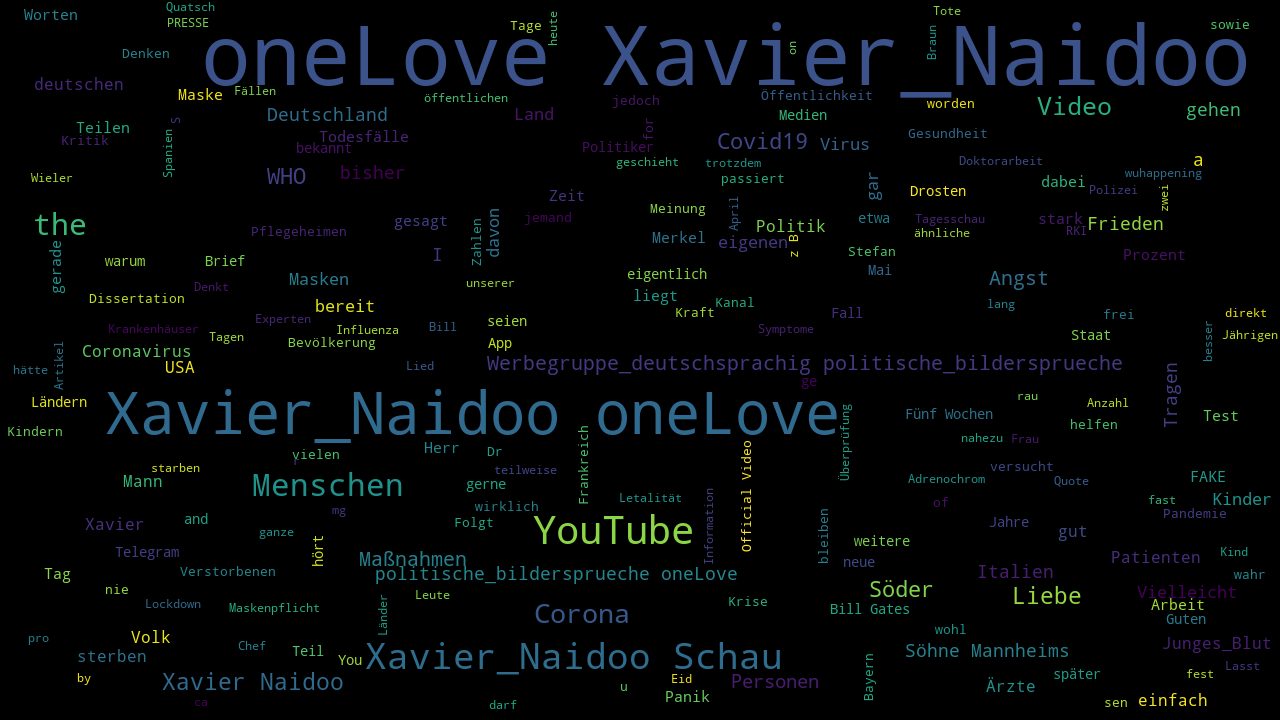 Worten
Quatsch
PRESSE
Tage
heute
Tote
sowie
oneLove Xavier_Naidoo
Denken
on
Braun
deutschen
Maske
Fällen
öffentlichen
jedoch
Öffentlichkeit
worden
Video
gehen
Teilen
S
Deutschland
Land
for
Medien
Kritik
Spanien
Todesfälle
bekannt
Politiker
Covid19
Virus
Gesundheit
geschieht
trotzdem
Doktorarbeit
a
Wieler
WHO
bisher
passiert
gar
wuhappening
dabei
Drosten
Polizei
zwei
Zeit
the
gesagt
jemand
Meinung
April
etwa
Tagesschau
stark
Frieden
Pflegeheimen
Zahlen
davon
Merkel
eigenen
Politik
ähnliche
RKI
gerade
warum
Brief
I
z B
Stefan
Prozent
Masken
eigentlich
Mai
Angst
Denkt
unserer
Dissertation
bereit
liegt
Kanal
lang
Kraft
Fall
frei
direkt
Krankenhäuser
Experten
Influenza
Bill
seien
Symptome
besser
Tagen
Bevölkerung
App
Staat
Jährigen
Coronavirus
hätte
Artikel
USA
Lied
Werbegruppe_deutschsprachig politische_bildersprueche
ge
Tragen
Ländern
Xavier_Naidoo oneLove
rau
Anzahl
Fünf Wochen
Test
Kindern
helfen
Überprüfung
nahezu
Frau
vielen
Herr
Dr
Frankreich
Official Video
starben
teilweise
versucht
Mann
Menschen
gerne
Adrenochrom
Quote
FAKE
Letalität
wirklich
of
fast
Kinder
mg
Information
Pandemie
Xavier
and
Folgt
YouTube
bleiben
Jahre
gut
ganze
hört
weitere
Telegram
Maßnahmen
neue
Patienten
Kind
Tag
Verstorbenen
politische_bildersprueche oneLove
Italien
wahr
nie
Söder
Liebe
Vielleicht
Lockdown
Maskenpflicht
Länder
Leute
Krise
Bill Gates
Arbeit
Corona
Guten
pro
Volk
wohl
Chef
Teil
Söhne Mannheims
Junges_Blut
sterben
You
Xavier_Naidoo Schau
Lasst
by
Xavier Naidoo
u
Eid
Personen
Bayern
später
fest
Ärzte
Panik
ca
darf
sen
einfach